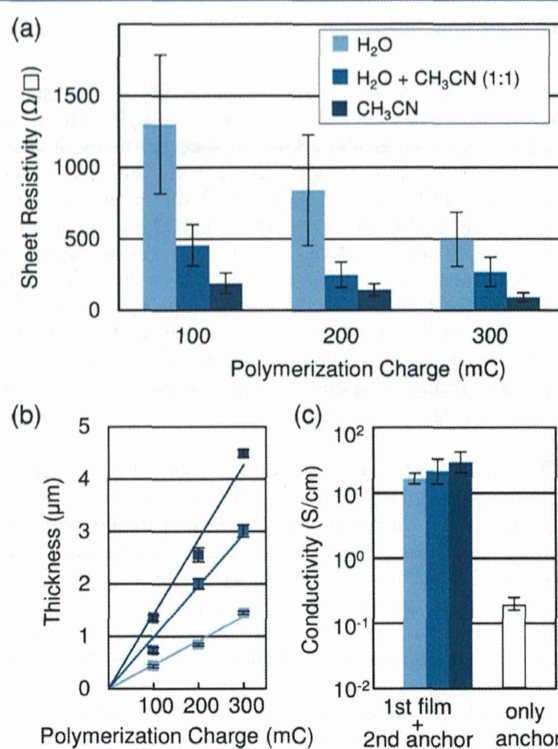 (a)
Sheet Resistivity (Ω/□)
1500
1000
500
0
H₂O
H₂O + CH₃CN (1:1)
CH₃CN
100 200 300
Polymerization Charge (mC)
(b)
Thickness (μm)
5
4
3
2
1
0
100 200 300
Polymerization Charge (mC)
(c)
Conductivity (S/cm)
10²
10¹
10⁰
10⁻¹
10⁻²
1st film
+
2nd anchor
only
anchor